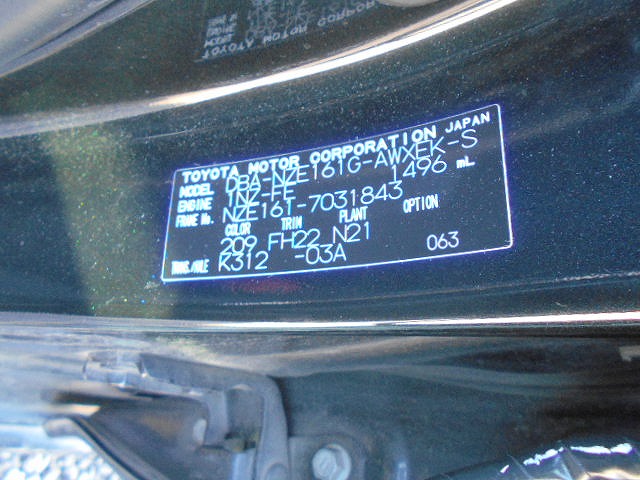 TOYOTA MOTOR CORPORATION JAPAN
MODEL DBA-NZE161G-AWXEK-S
ENGINE 1NZ-FE 1496 mL.
FRAME No. NZE161-7031843
COLOR TRIM PLANT OPTION
209 FH22 N21
TRANS./AXLE K312 -03A 063